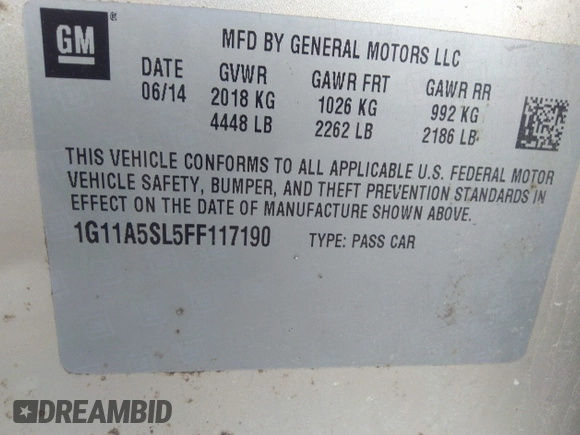 GM
MFD BY GENERAL MOTORS LLC
DATE GVWR GAWR FRT GAWR RR
06/14 2018 KG 1026 KG 992 KG
4448 LB 2262 LB 2186 LB
THIS VEHICLE CONFORMS TO ALL APPLICABLE U.S. FEDERAL MOTOR
VEHICLE SAFETY, BUMPER, AND THEFT PREVENTION STANDARDS IN
EFFECT ON THE DATE OF MANUFACTURE SHOWN ABOVE.
1G11A5SL5FF117190 TYPE: PASS CAR
DREAMBID